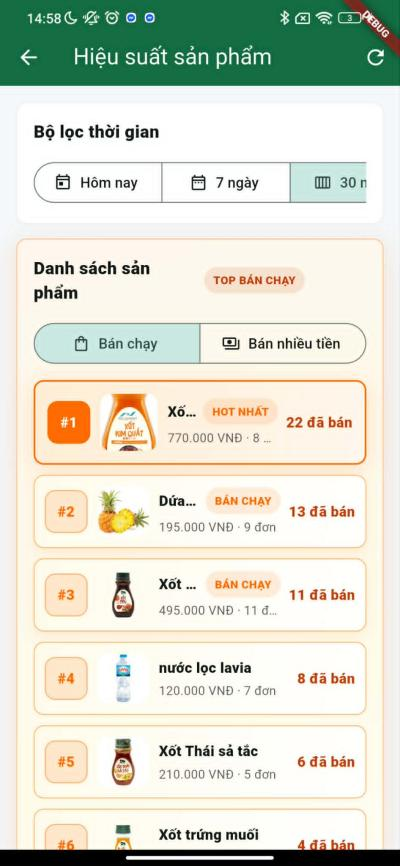 14:58
3
DEBUG
Hiệu suất sản phẩm
Bộ lọc thời gian
Hôm nay
7 ngày
30 n
Danh sách sản
phẩm
TOP BÁN CHẠY
Bán chạy
Bán nhiều tiền
#1
XỐT
KUM QUẤT
Xố...
HOT NHẤT
770.000 VNĐ · 8 ...
22 đã bán
#2
Dứa...
BÁN CHẠY
195.000 VNĐ · 9 đơn
13 đã bán
#3
Xốt ...
BÁN CHẠY
495.000 VNĐ · 11 đ...
11 đã bán
#4
nước lọc lavia
120.000 VNĐ · 7 đơn
8 đã bán
#5
Xốt Thái sả tắc
210.000 VNĐ · 5 đơn
6 đã bán
#6
Xốt trứng muối
4 đã bán